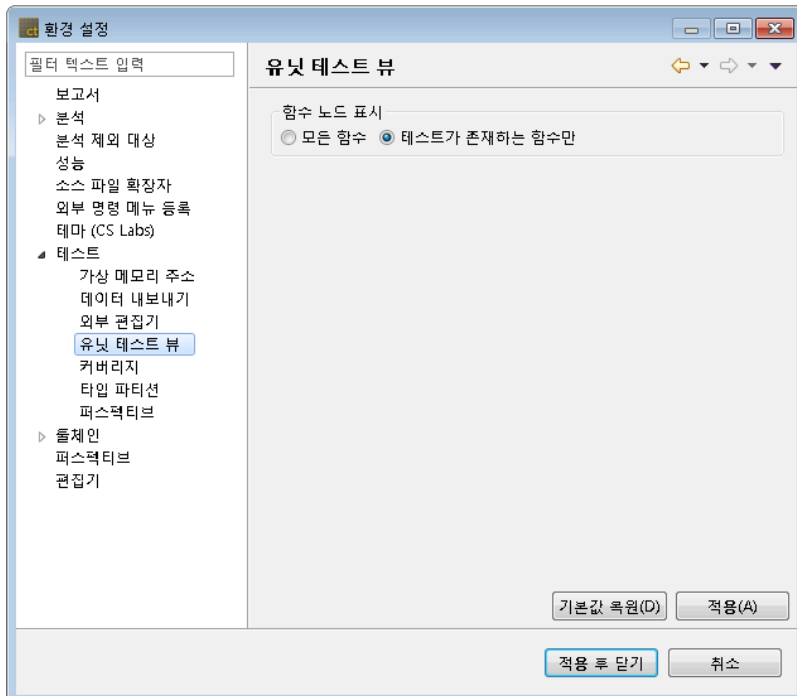 ct 환경 설정
필터 텍스트 입력
유닛 테스트 뷰
보고서
분석
분석 제외 대상
성능
소스 파일 확장자
외부 명령 메뉴 등록
테마 (CS Labs)
테스트
가상 메모리 주소
데이터 내보내기
외부 편집기
유닛 테스트 뷰
커버리지
타입 파티션
퍼스펙티브
툴체인
퍼스펙티브
편집기
함수 노드 표시
모든 함수 테스트가 존재하는 함수만
기본값 복원(D) 적용(A)
적용 후 닫기 취소